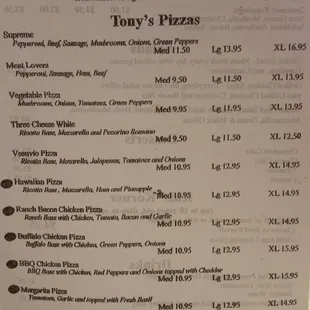 Tony's Pizzas
Supreme
Pepperoni, Beef, Sausage, Mushrooms, Onions, Green Peppers
Med 11.50 Lg 13.95 XL 16.95
Meat Lovers
Pepperoni, Sausage, Ham, Beef
Med 9.50 Lg 11.50 XL 13.95
Vegetable Pizza
Mushrooms, Onions, Tomatoes, Green Peppers
Med 9.95 Lg 11.95 XL 13.95
Three Cheese White
Ricotta Base, Mozzarella and Pecorino Romano
Med 9.50 Lg 11.50 XL 12.50
Vesuvio Pizza
Ricotta Base, Mozzarella, Jalapenos, Tomatoes and Onions
Med 10.95 Lg 12.95 XL 14.95
Hawaiian Pizza
Ricotta Base, Mozzarella, Ham and Pineapple
Med 10.95 Lg 12.95 XL 14.95
Ranch Bacon Chicken Pizza
Ranch Base with Chicken, Tomato, Bacon and Garlic
Med 10.95 Lg 12.95 XL 14.95
Buffalo Chicken Pizza
Buffalo Base with Chicken, Green Peppers, Onions
Med 10.95 Lg 12.95 XL 15.95
BBQ Chicken Pizza
BBQ Base with Chicken, Red Peppers and Onions topped with Cheddar
Med 10.95 Lg 12.95 XL 15.95
Margarita Pizza
Tomatoes, Garlic and topped with Fresh Basil
Med 10.95 Lg 12.95 XL 14.95